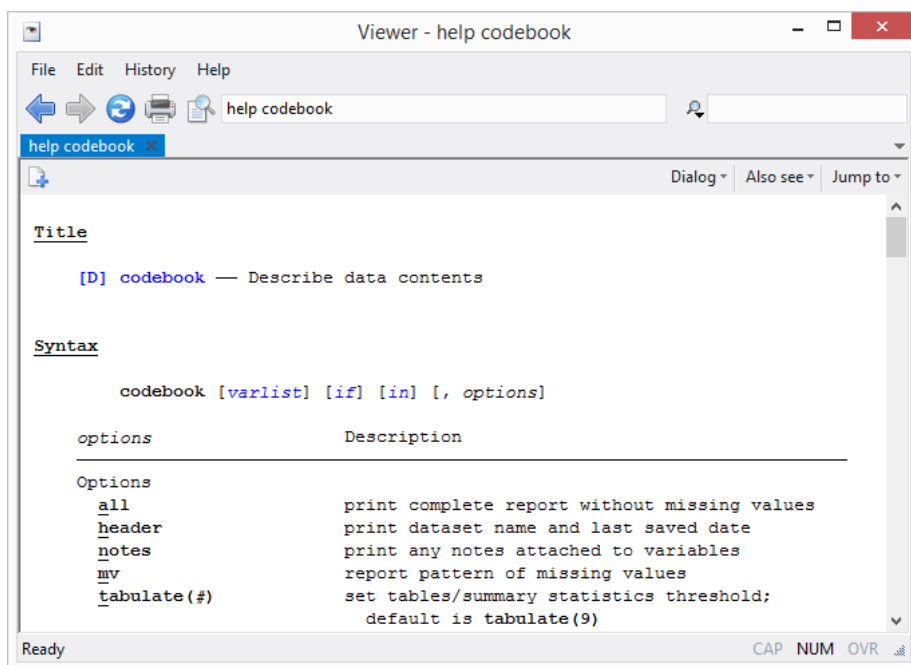 Viewer - help codebook
File Edit History Help
help codebook
help codebook
Dialog Also see Jump to
Title
[D] codebook — Describe data contents
Syntax
codebook [varlist] [if] [in] [, options]
options Description
Options
all print complete report without missing values
header print dataset name and last saved date
notes print any notes attached to variables
mv report pattern of missing values
tabulate(#) set tables/summary statistics threshold;
default is tabulate(9)
Ready CAP NUM OVR